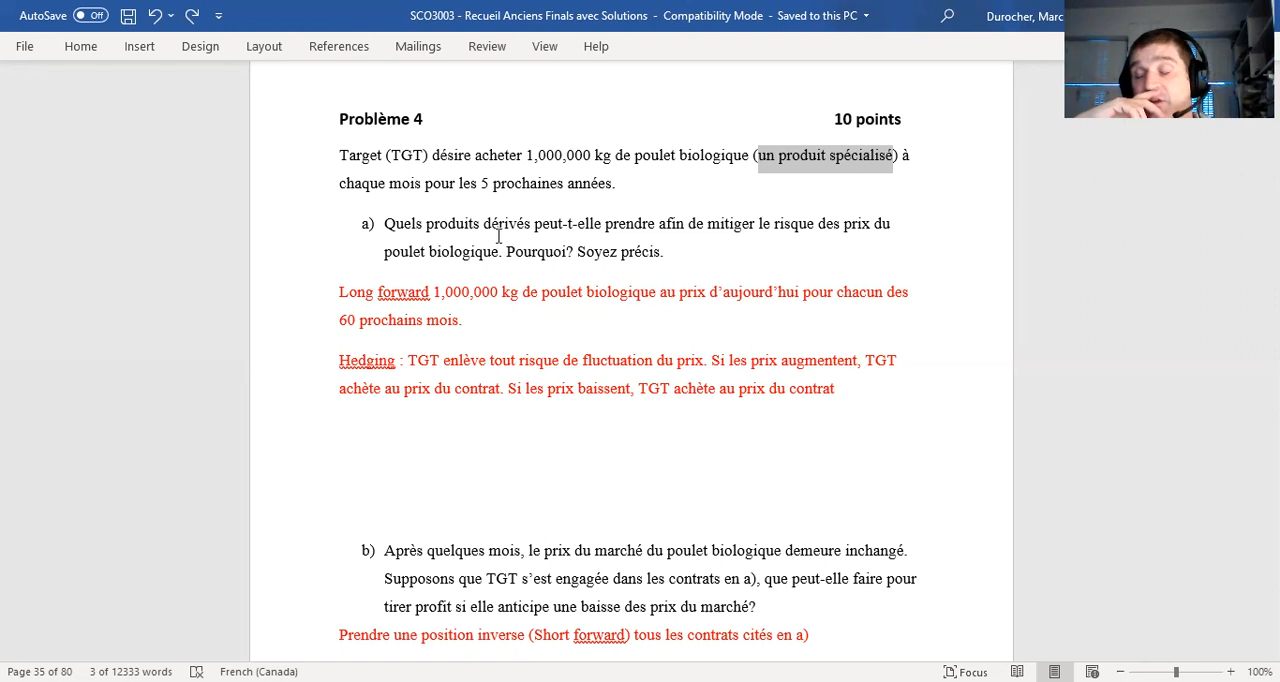 AutoSave Off SCO3003 - Recueil Anciens Finals avec Solutions - Compatibility Mode - Saved to this PC Durocher, Marc
File Home Insert Design Layout References Mailings Review View Help
Problème 4 10 points
Target (TGT) désire acheter 1,000,000 kg de poulet biologique (un produit spécialisé) à
chaque mois pour les 5 prochaines années.
a) Quels produits dérivés peut-t-elle prendre afin de mitiger le risque des prix du
poulet biologique. Pourquoi? Soyez précis.
Long forward 1,000,000 kg de poulet biologique au prix d’aujourd’hui pour chacun des
60 prochains mois.
Hedging : TGT enlève tout risque de fluctuation du prix. Si les prix augmentent, TGT
achète au prix du contrat. Si les prix baissent, TGT achète au prix du contrat
b) Après quelques mois, le prix du marché du poulet biologique demeure inchangé.
Supposons que TGT s’est engagée dans les contrats en a), que peut-elle faire pour
tirer profit si elle anticipe une baisse des prix du marché?
Prendre une position inverse (Short forward) tous les contrats cités en a)
Page 35 of 80 3 of 12333 words French (Canada) Focus 100%